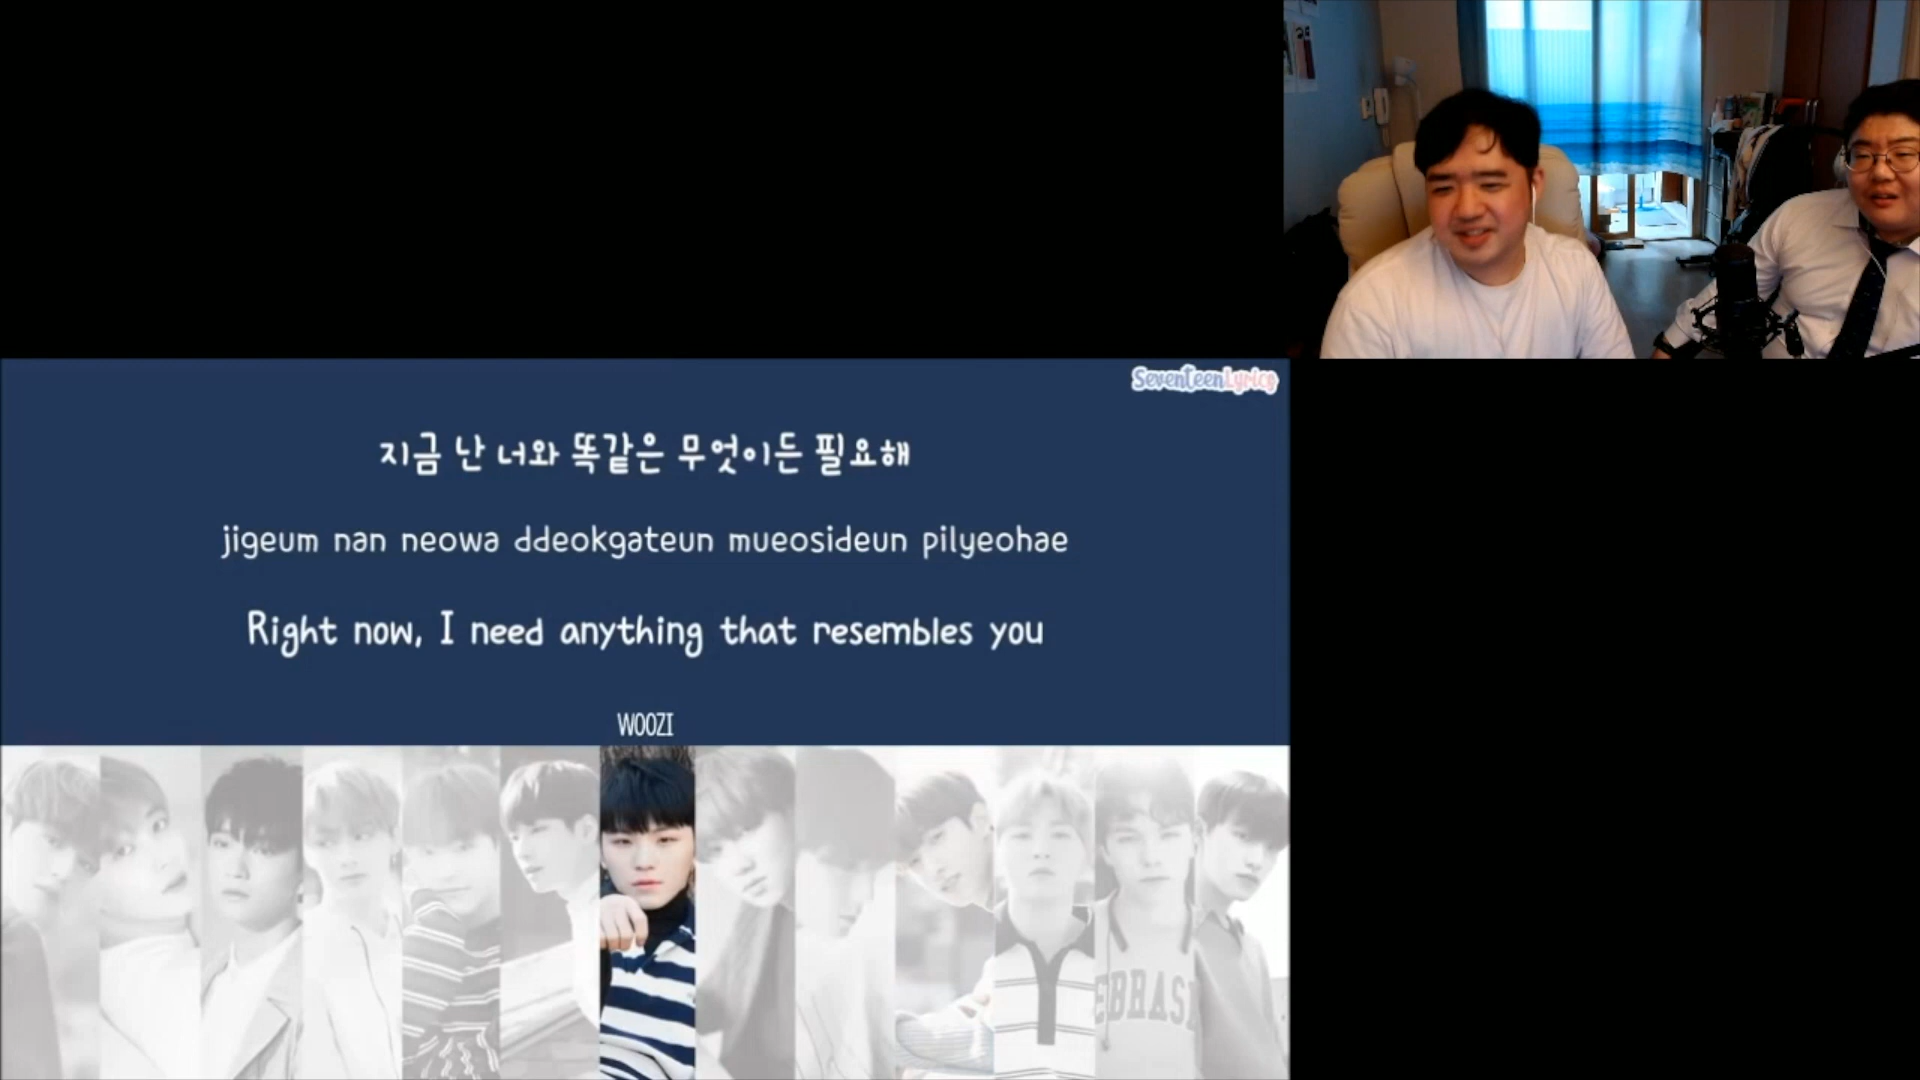 SeventeenLyrics
지금 난 너와 똑같은 무엇이든 필요해
jigeum nan neowa ddeokgateun mueosideun pilyeohae
Right now, I need anything that resembles you
WOOZI
EBRAS